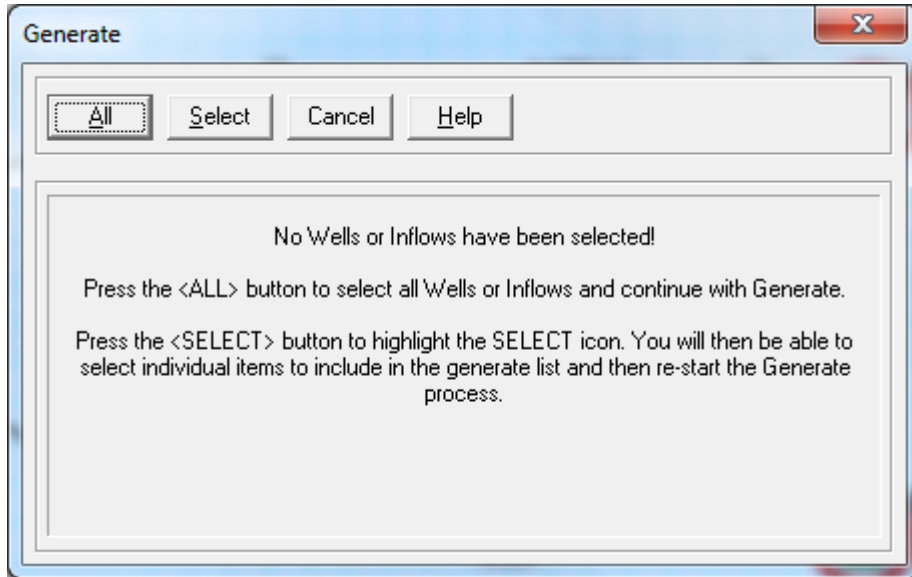 Generate
All Select Cancel Help
No Wells or Inflows have been selected!
Press the <ALL> button to select all Wells or Inflows and continue with Generate.
Press the <SELECT> button to highlight the SELECT icon. You will then be able to
select individual items to include in the generate list and then re-start the Generate
process.